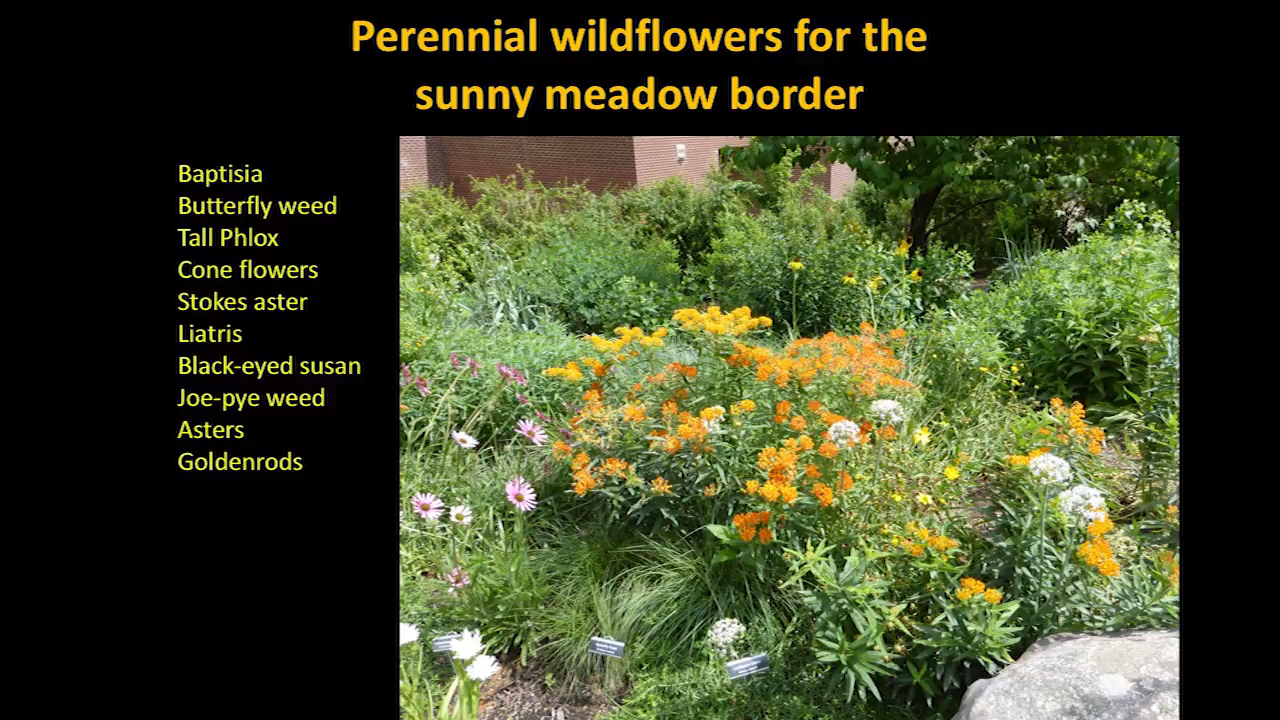 Perennial wildflowers for the
sunny meadow border
Baptisia
Butterfly weed
Tall Phlox
Cone flowers
Stokes aster
Liatris
Black-eyed susan
Joe-pye weed
Asters
Goldenrods